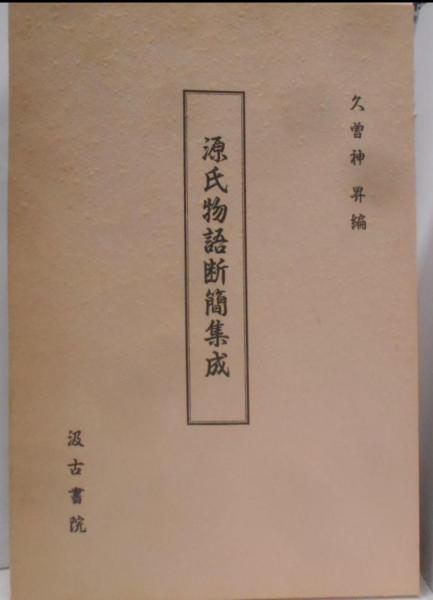 久曽神 昇編
源氏物語断簡集成
汲古書院